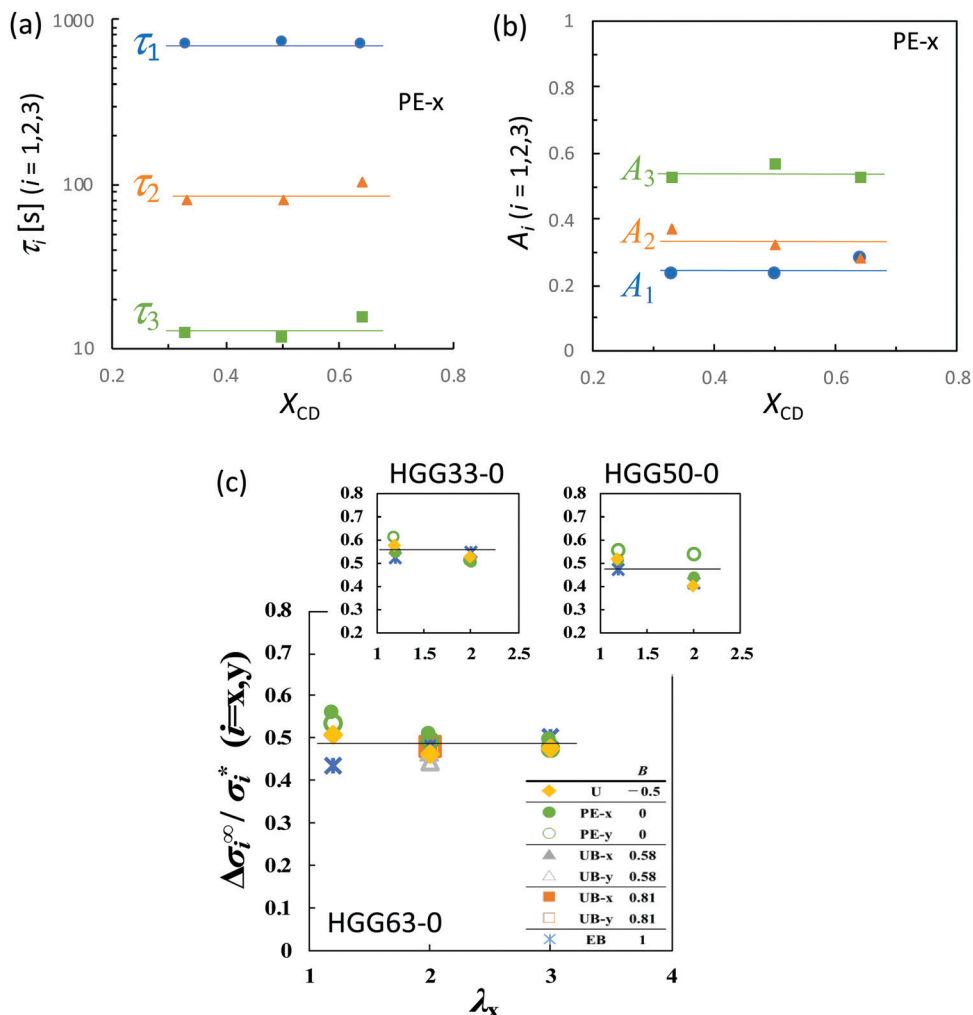 (a)
1000
100
10
τ1
τ2
τ3
τi [s] (i = 1,2,3)
PE-x
0.2 0.4 0.6 0.8
XCD
(b)
1
0.8
0.6
0.4
0.2
0
A3
A2
A1
Ai (i = 1,2,3)
PE-x
0.2 0.4 0.6 0.8
XCD
(c)
HGG33-0
0.8
0.7
0.6
0.5
0.4
0.3
0.2
1 1.5 2 2.5
HGG50-0
0.8
0.7
0.6
0.5
0.4
0.3
0.2
1 1.5 2 2.5
Δσi∞/ σi* (i=x,y)
0.8
0.7
0.6
0.5
0.4
0.3
0.2
0.1
0
HGG63-0
B
U −0.5
PE-x 0
PE-y 0
UB-x 0.58
UB-y 0.58
UB-x 0.81
UB-y 0.81
EB 1
1 2 3 4
λx